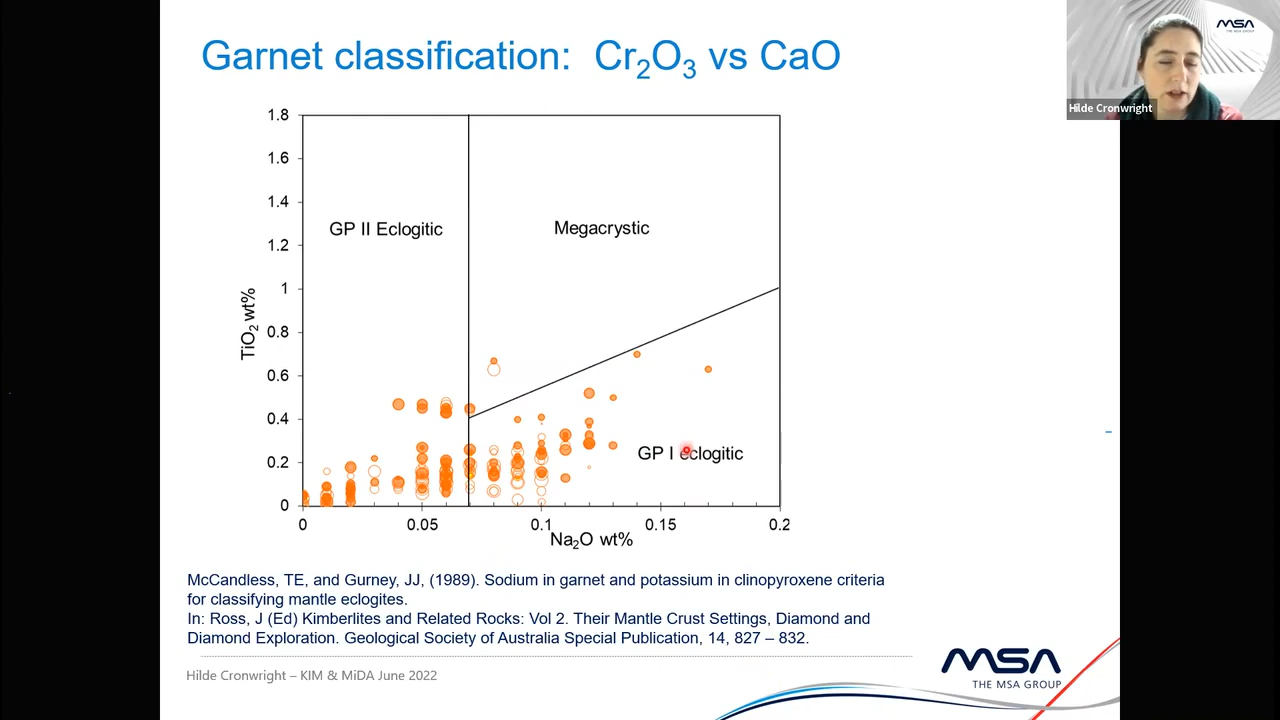 Garnet classification: Cr₂O₃ vs CaO
MSA
THE MSA GROUP
Hilde Cronwright
1.8
1.6
1.4
1.2
1
0.8
0.6
0.4
0.2
0
TiO₂ wt%
GP II Eclogitic
Megacrystic
GP I eclogitic
0
0.05
0.1
0.15
0.2
Na₂O wt%
McCandless, TE, and Gurney, JJ, (1989). Sodium in garnet and potassium in clinopyroxene criteria
for classifying mantle eclogites.
In: Ross, J (Ed) Kimberlites and Related Rocks: Vol 2. Their Mantle Crust Settings, Diamond and
Diamond Exploration. Geological Society of Australia Special Publication, 14, 827 – 832.
Hilde Cronwright – KIM & MiDA June 2022
MSA
THE MSA GROUP